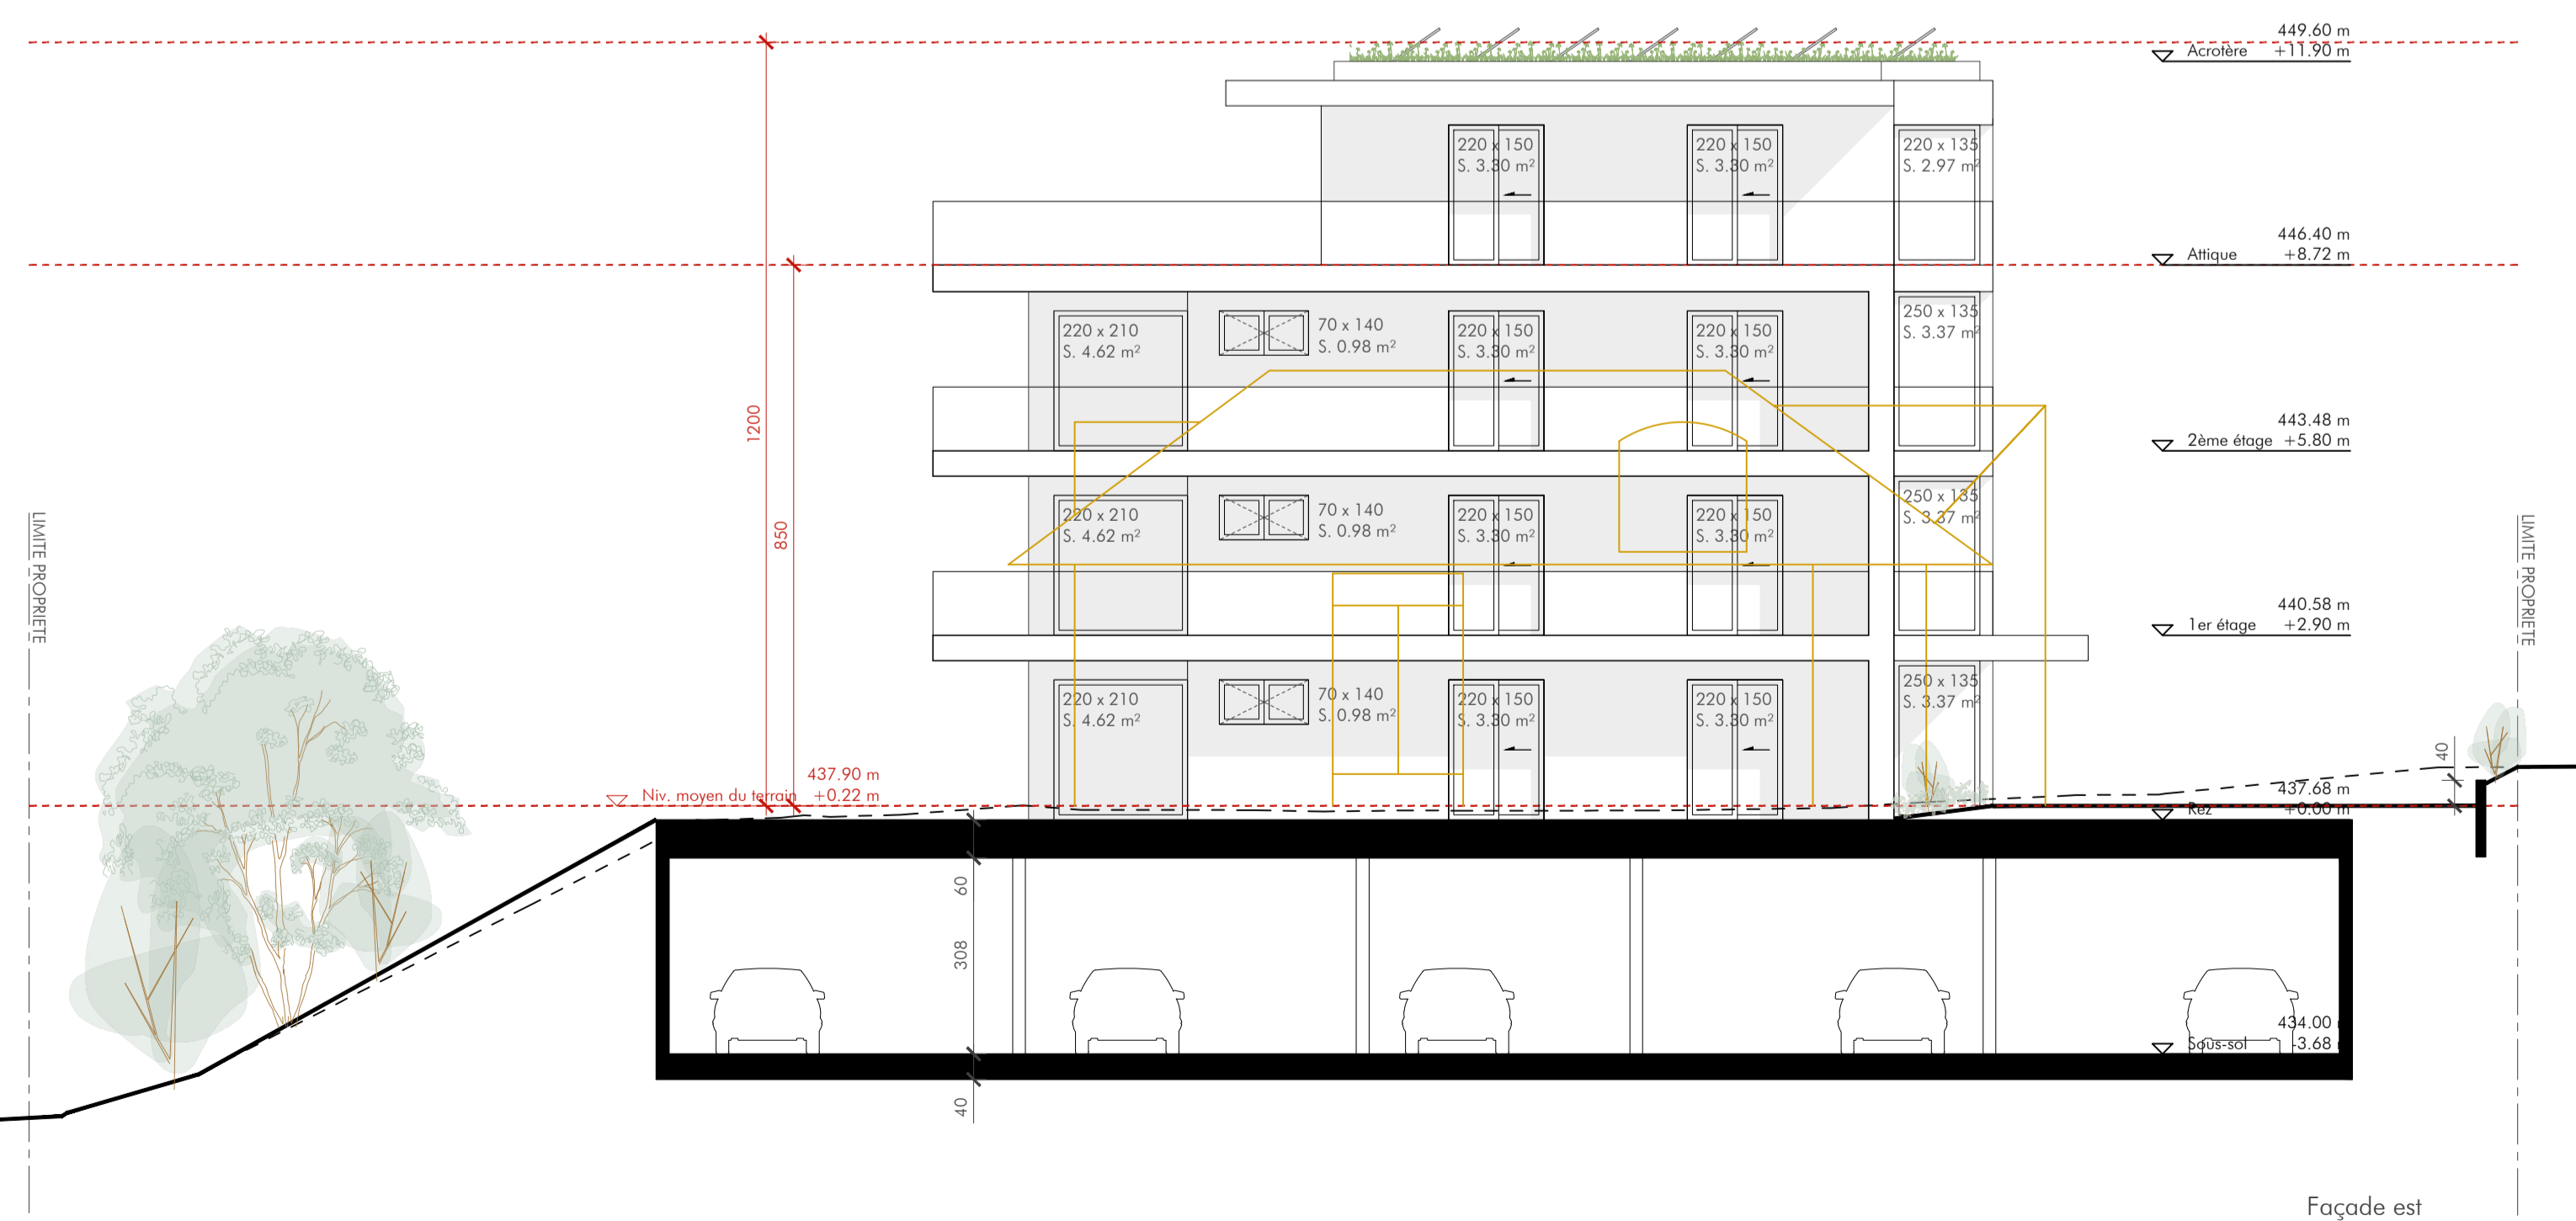 449.60 m
Acrotère +11.90 m
220 x 150
S. 3.30 m²
220 x 150
S. 3.30 m²
220 x 135
S. 2.97 m²
446.40 m
Attique +8.72 m
220 x 210
S. 4.62 m²
70 x 140
S. 0.98 m²
220 x 150
S. 3.30 m²
220 x 150
S. 3.30 m²
250 x 135
S. 3.37 m²
1200
443.48 m
2ème étage +5.80 m
850
LIMITE PROPRIETE
220 x 210
S. 4.62 m²
70 x 140
S. 0.98 m²
220 x 150
S. 3.30 m²
220 x 150
S. 3.30 m²
250 x 135
S. 3.37 m²
LIMITE PROPRIETE
440.58 m
1er étage +2.90 m
220 x 210
S. 4.62 m²
70 x 140
S. 0.98 m²
220 x 150
S. 3.30 m²
220 x 150
S. 3.30 m²
250 x 135
S. 3.37 m²
40
437.90 m
Niv. moyen du terrain +0.22 m
437.68 m
Rez +0.00 m
60
308
434.00
Sous-sol -3.68
40
Façade est